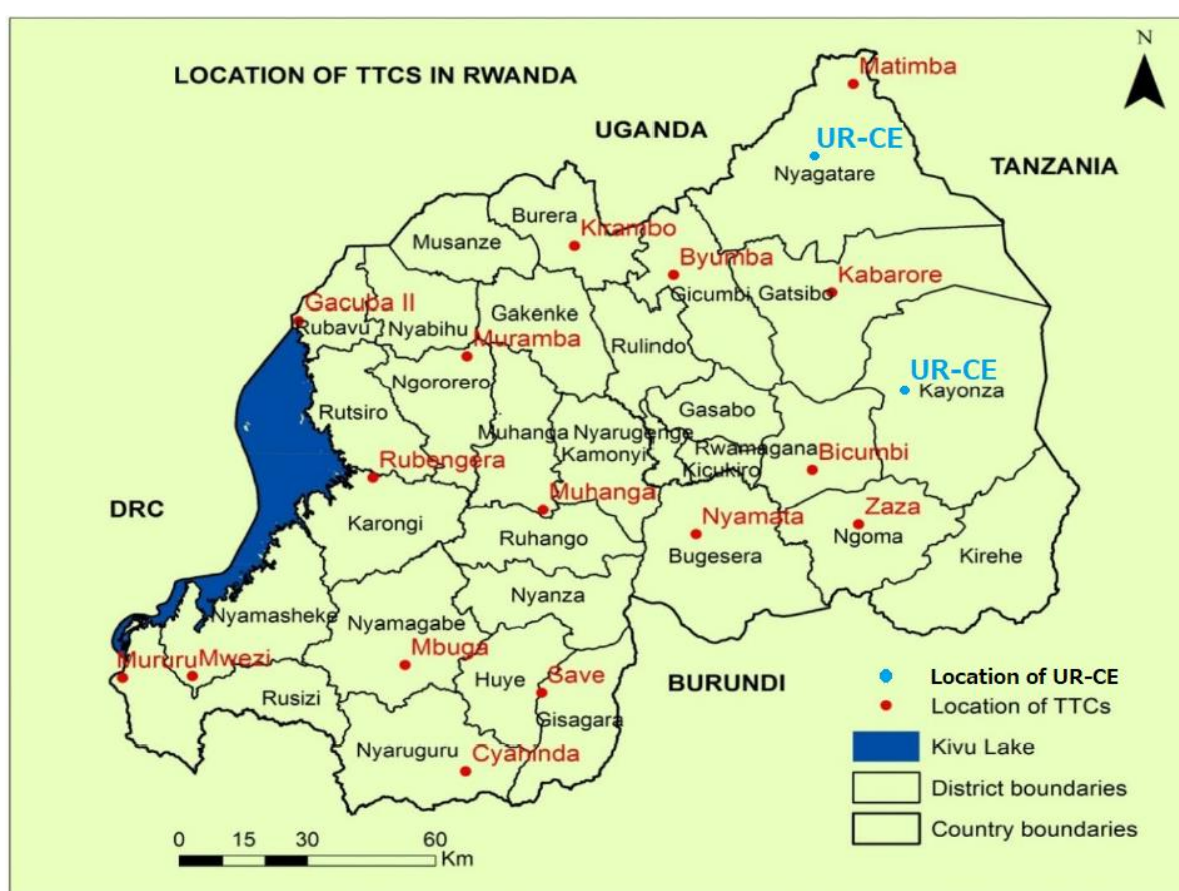 LOCATION OF TTCS IN RWANDA
N
Matimba
UGANDA
UR-CE
TANZANIA
Nyagatare
Burera
Kirambo
Musanze
Byumba
Kabarore
Gicumbi
Gatsibo
Gacuba II
Rubavu
Nyabihu
Gakenke
Muramba
Rulindo
UR-CE
Kayonza
Ngororero
Rutsiro
Gasabo
Muhanga
Nyarugenge
Rwamagana
Bicumbi
Kamonyi
Kicukiro
Rubengera
DRC
Muhanga
Nyamata
Zaza
Karongi
Ruhango
Bugesera
Ngoma
Kirehe
Nyanza
Nyamasheke
Nyamagabe
Mururu
Mwezi
Mbuga
Huye
Save
BURUNDI
Rusizi
Gisagara
Nyaruguru
Cyahinda
Location of UR-CE
Location of TTCs
Kivu Lake
District boundaries
Country boundaries
0 15 30 60
Km